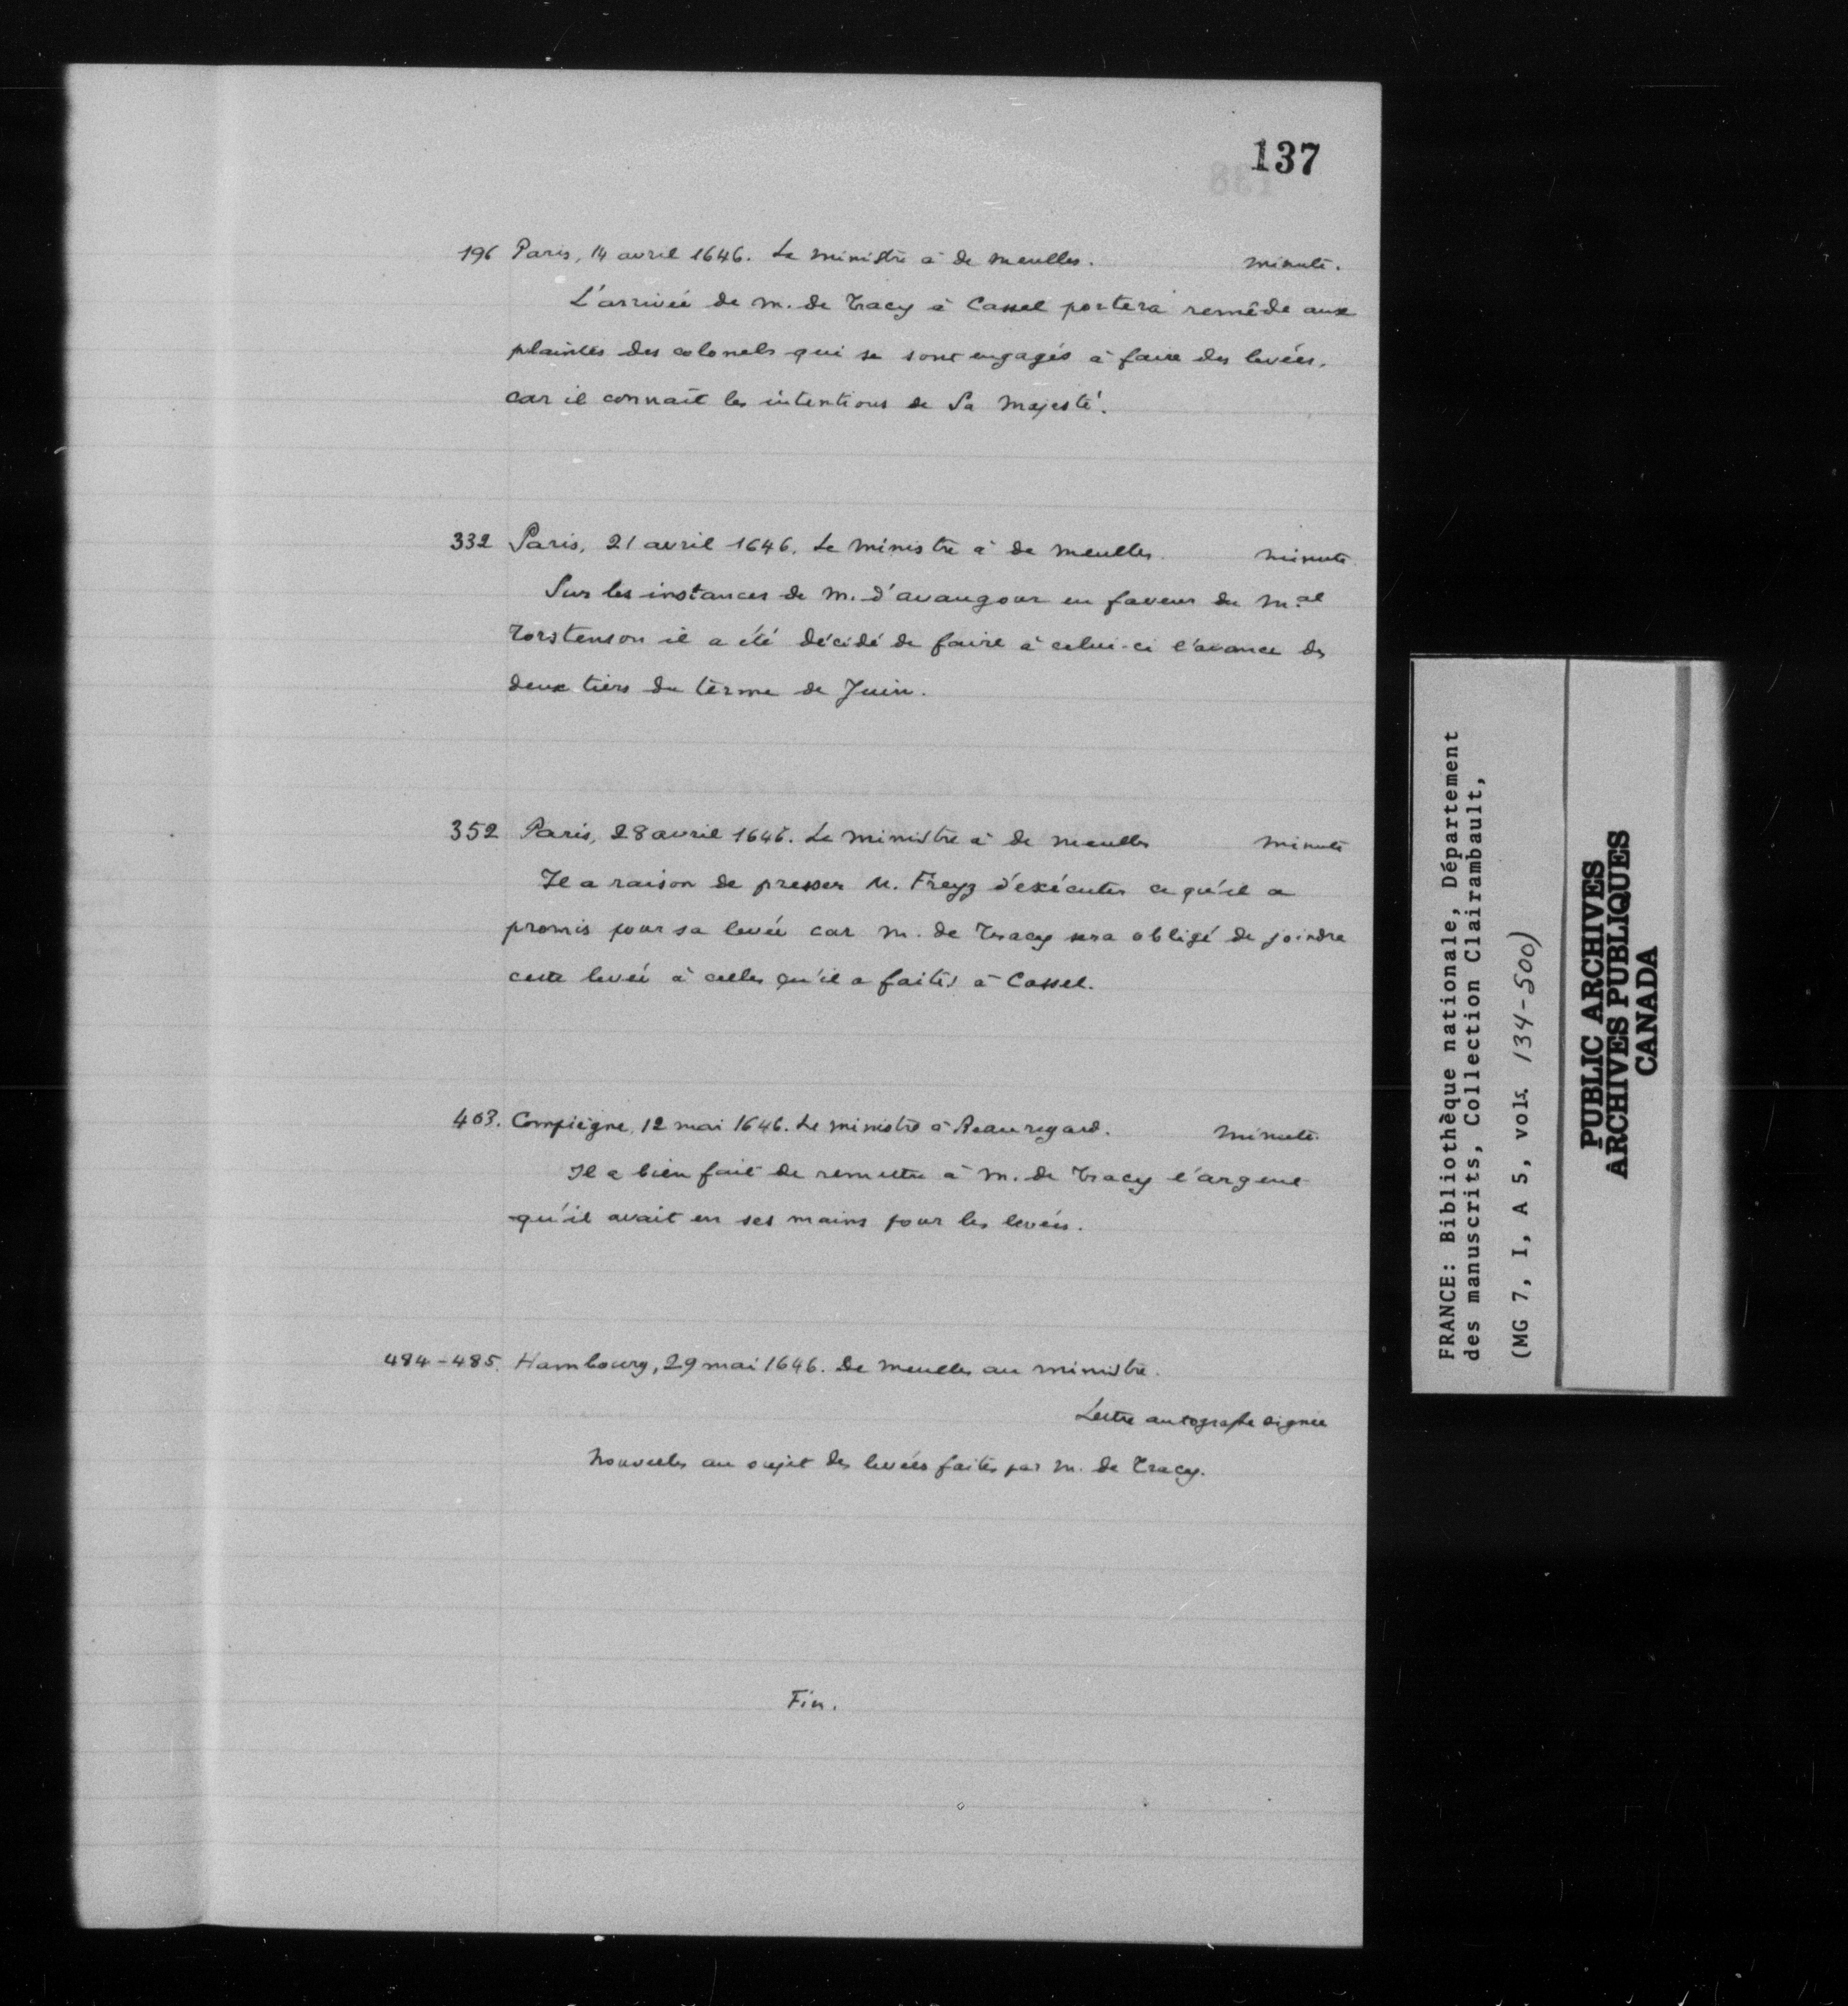 137
196 Paris, 14 avril 1646. Le ministre à de Meulles. minute.
L'arrivée de M. de Tracy à Cassel portera remède aux
plaintes des colonels qui se sont engagés à faire des levées,
car il connait les intentions de Sa Majesté.
332 Paris, 21 avril 1646. Le ministre à de Meulles. minute
Sur les instances de M. d'avaugour en faveur du M.al
Torstenson il a été décidé de faire à celui-ci l'avance des
deux tiers du terme de Juin.
352 Paris, 28 avril 1646. Le ministre à de Meulles minute
Il a raison de presser M. Freyz d'exécuter ce qu'il a
promis pour sa levée car M. de Tracy sera obligé de joindre
cette levée à celles qu'il a faites à Cassel.
403. Compiègne, 12 mai 1646. Le ministre à Beauregard. minute.
Il a bien fait de remettre à M. de Tracy l'argent
qu'il avait en ses mains pour les levées.
484-485. Hambourg, 29 mai 1646. De Meulles au ministre.
Lettre autographe signée
Nouvelles au sujet des levées faites par M. de Tracy.
Fin.
FRANCE: Bibliothèque nationale, Département
des manuscrits, Collection Clairambault,
(MG 7, I, A 5, vols. 134-500)
PUBLIC ARCHIVES
ARCHIVES PUBLIQUES
CANADA